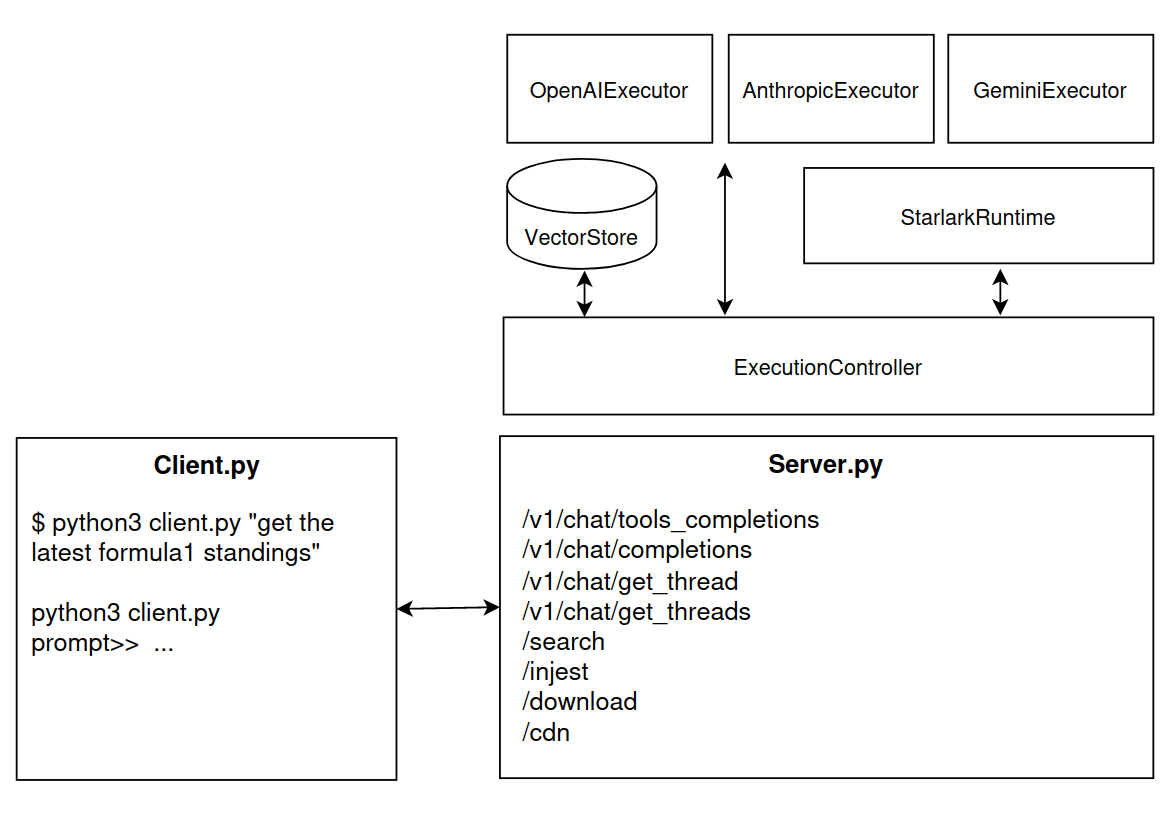 OpenAIExecutor
AnthropicExecutor
GeminiExecutor
VectorStore
StarlarkRuntime
ExecutionController
Client.py
$ python3 client.py "get the
latest formula1 standings"
python3 client.py
prompt>>  ...
Server.py
/v1/chat/tools_completions
/v1/chat/completions
/v1/chat/get_thread
/v1/chat/get_threads
/search
/injest
/download
/cdn